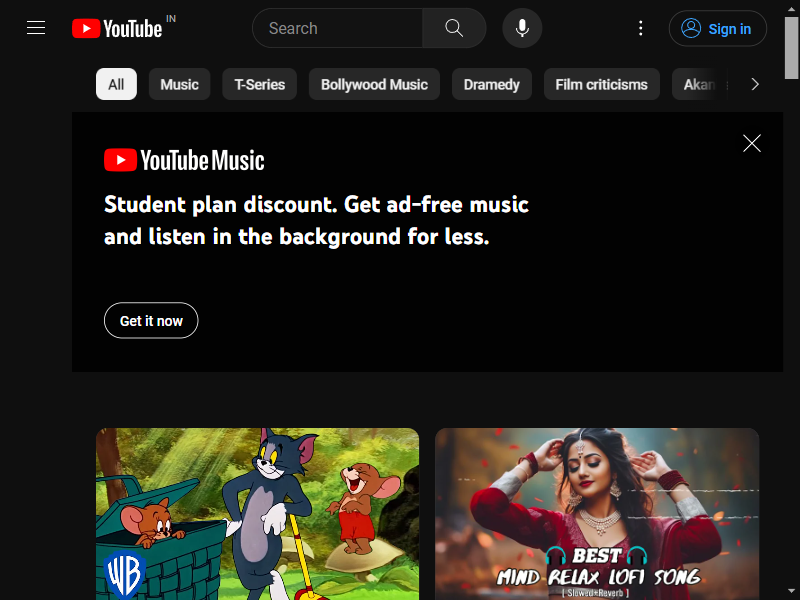 YouTube IN
Search
Sign in
All
Music
T-Series
Bollywood Music
Dramedy
Film criticisms
YouTube Music
Student plan discount. Get ad-free music
and listen in the background for less.
Get it now
WB
BEST
MIND RELAX LOFI SONG
[ Slowed+Reverb ]